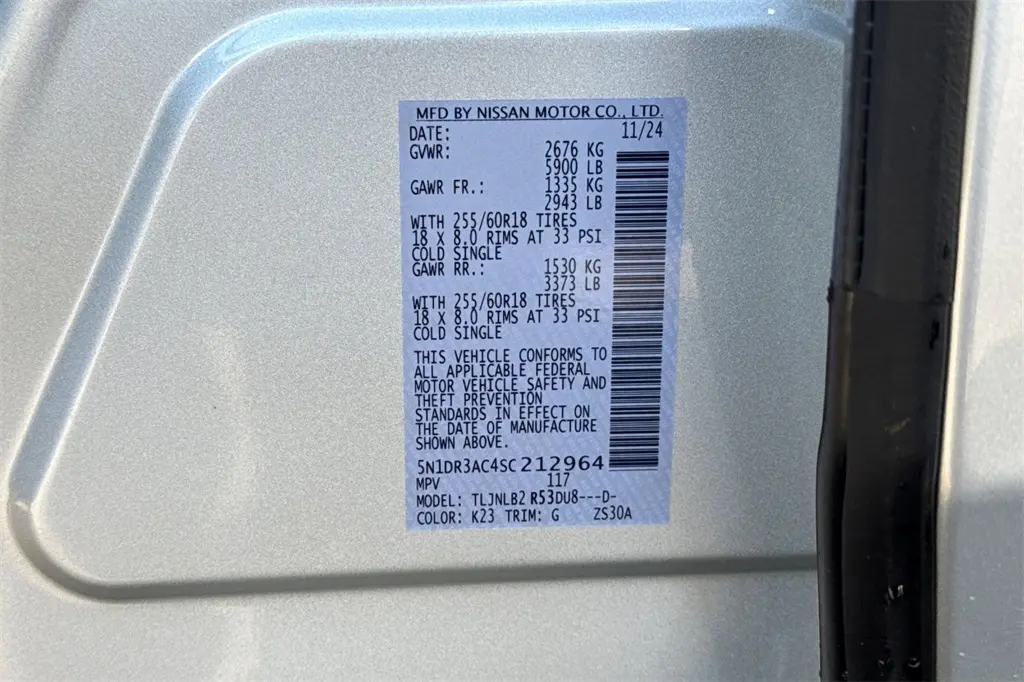 MFD BY NISSAN MOTOR CO., LTD.
DATE: 11/24
GVWR: 2676 KG
5900 LB
GAWR FR.: 1335 KG
2943 LB
WITH 255/60R18 TIRES
18 X 8.0 RIMS AT 33 PSI
COLD SINGLE
GAWR RR.: 1530 KG
3373 LB
WITH 255/60R18 TIRES
18 X 8.0 RIMS AT 33 PSI
COLD SINGLE
THIS VEHICLE CONFORMS TO
ALL APPLICABLE FEDERAL
MOTOR VEHICLE SAFETY AND
THEFT PREVENTION
STANDARDS IN EFFECT ON
THE DATE OF MANUFACTURE
SHOWN ABOVE.
5N1DR3AC4SC212964
MPV 117
MODEL: TLJNLB2 R53DU8---D-
COLOR: K23 TRIM: G ZS30A